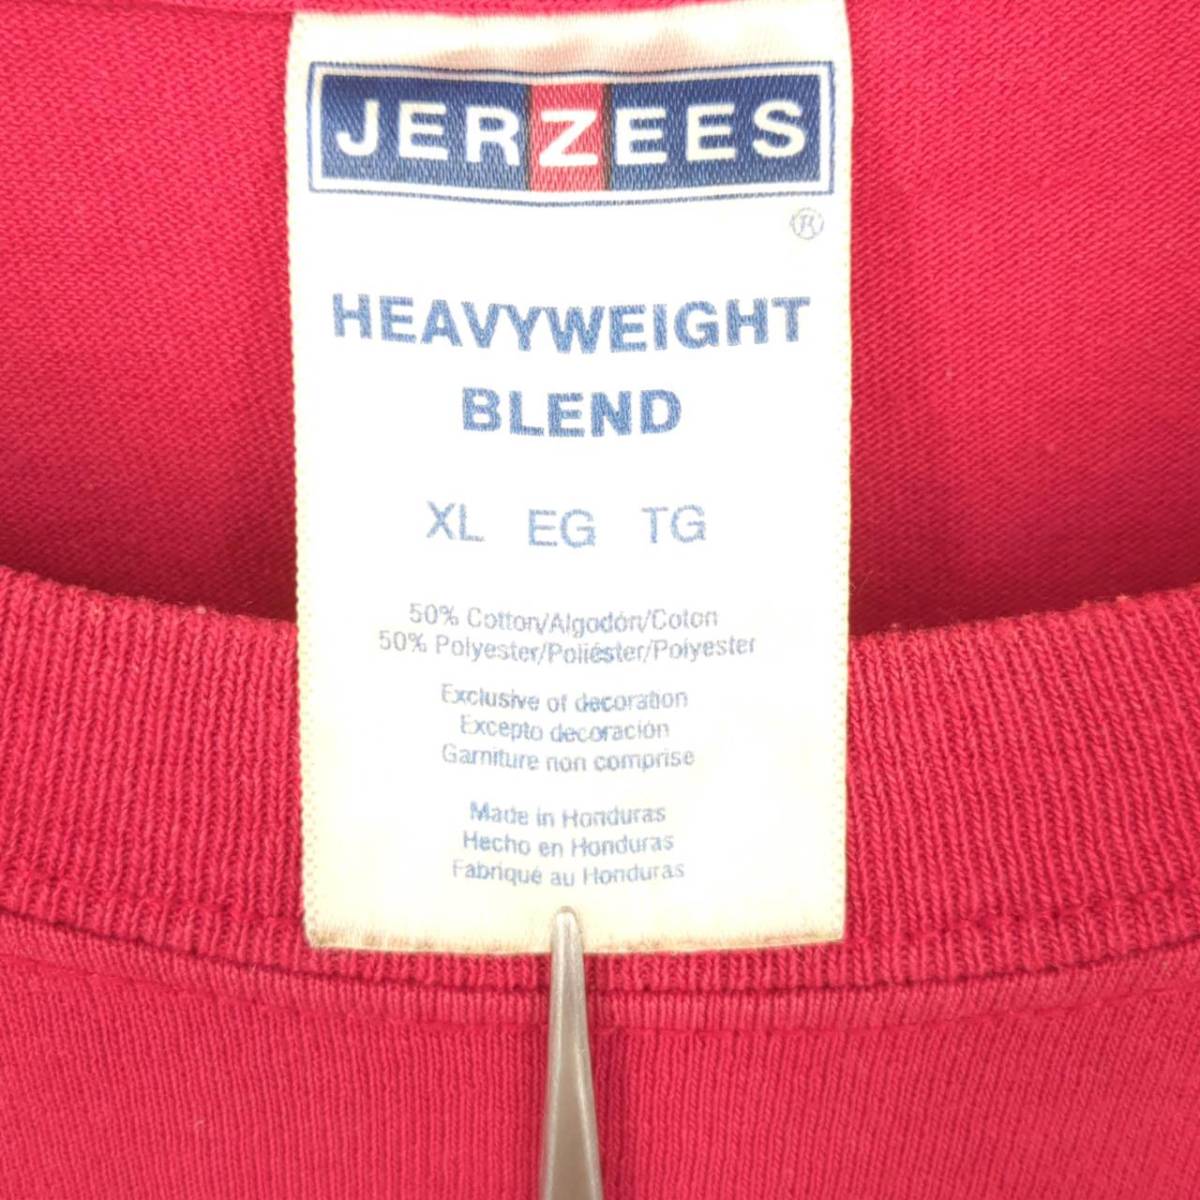 JERZEES
®
HEAVYWEIGHT
BLEND
XL EG TG
50% Cotton/Algodón/Coton
50% Polyester/Poliéster/Polyester
Exclusive of decoration
Excepto decoración
Garniture non comprise
Made in Honduras
Hecho en Honduras
Fabriqué au Honduras